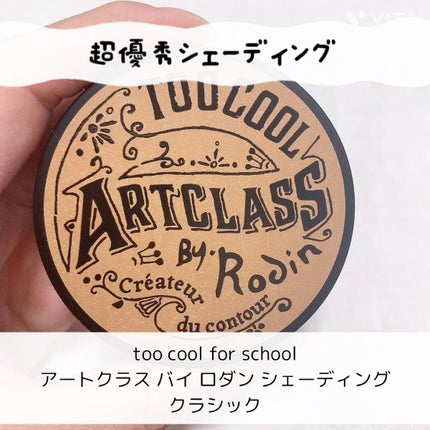 超優秀シェーディング
TOO COOL
ARTCLASS
By. Rodin
Créateur
du contour
too cool for school
アートクラス バイ ロダン シェーディング
クラシック